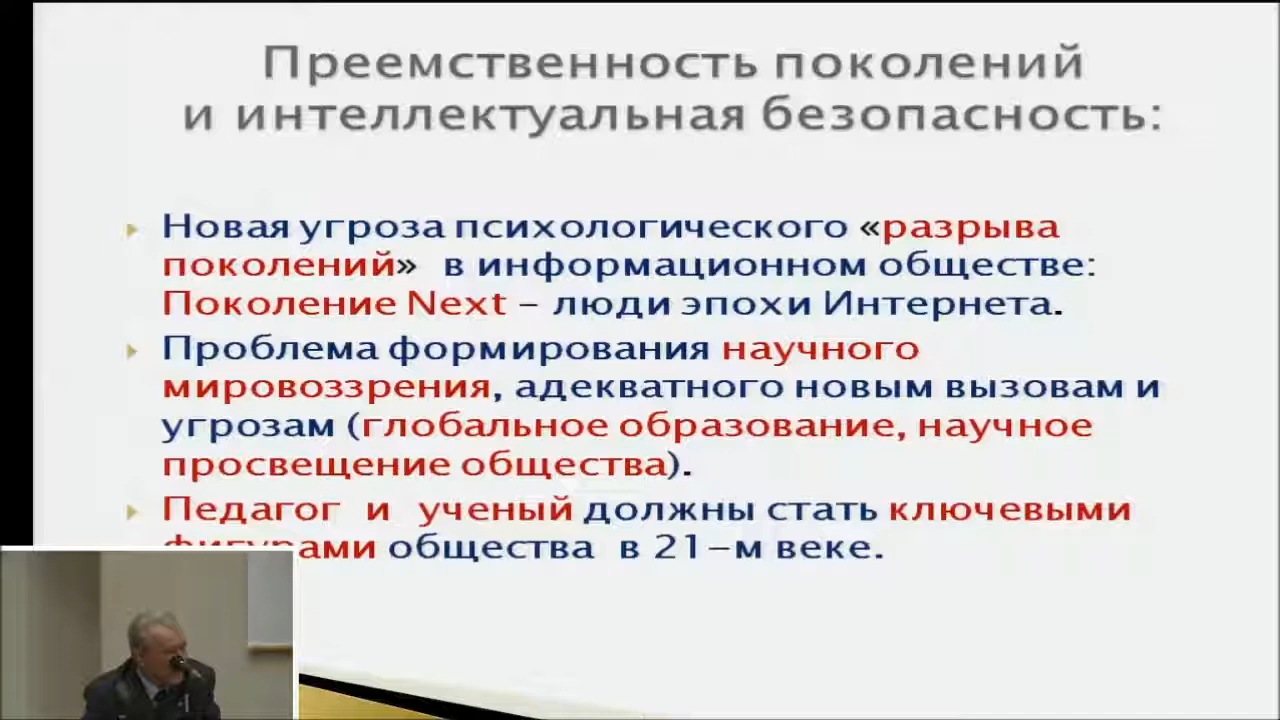 Преемственность поколений
и интеллектуальная безопасность:
Новая угроза психологического «разрыва
поколений» в информационном обществе:
Поколение Next – люди эпохи Интернета.
Проблема формирования научного
мировоззрения, адекватного новым вызовам и
угрозам (глобальное образование, научное
просвещение общества).
Педагог и ученый должны стать ключевыми
фигурами общества в 21-м веке.